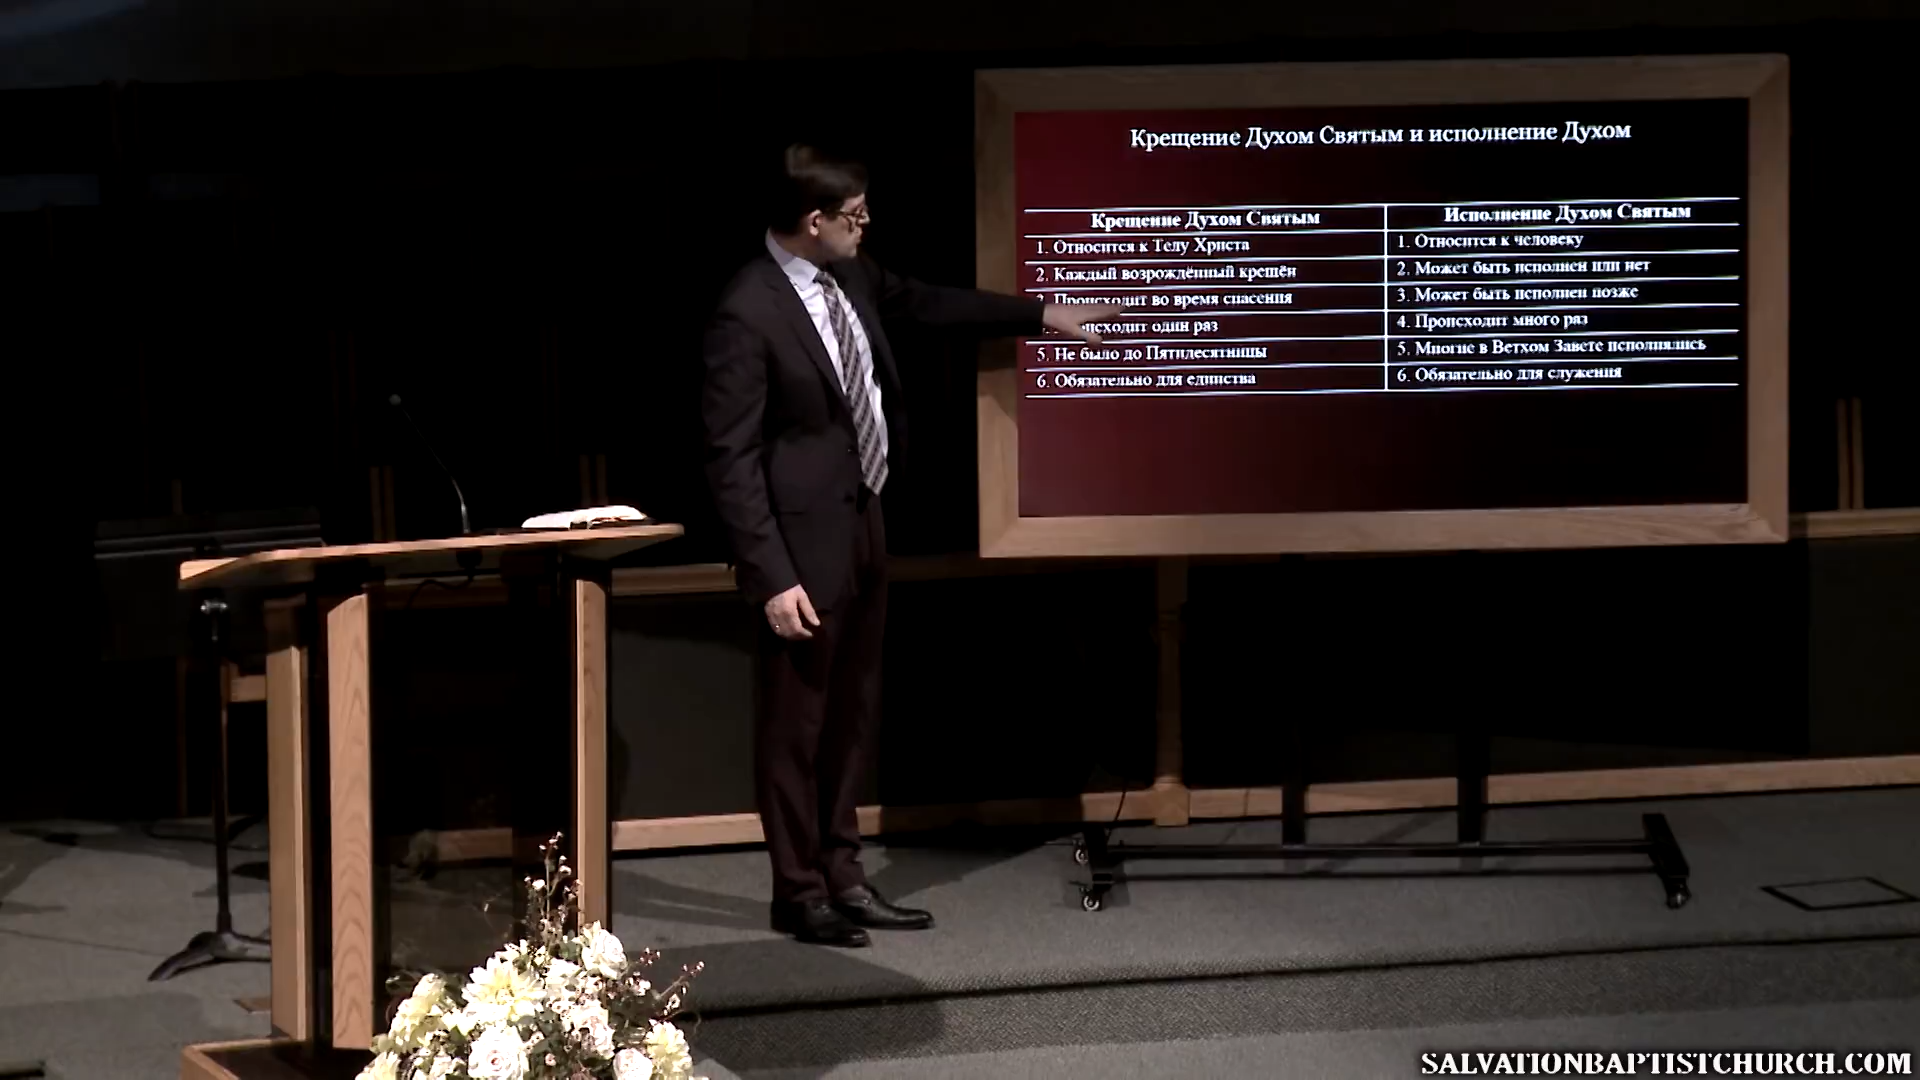 Крещение Духом Святым и исполнение Духом
Крещение Духом Святым
Исполнение Духом Святым
1. Относится к Телу Христа
1. Относится к человеку
2. Каждый возрождённый крещён
2. Может быть исполнен или нет
3. Происходит во время спасения
3. Может быть исполнен позже
один раз
4. Происходит много раз
5. Не было до Пятидесятницы
5. Многие в Ветхом Завете исполнялись
6. Обязательно для единства
6. Обязательно для служения
SALVATIONBAPTISTCHURCH.COM